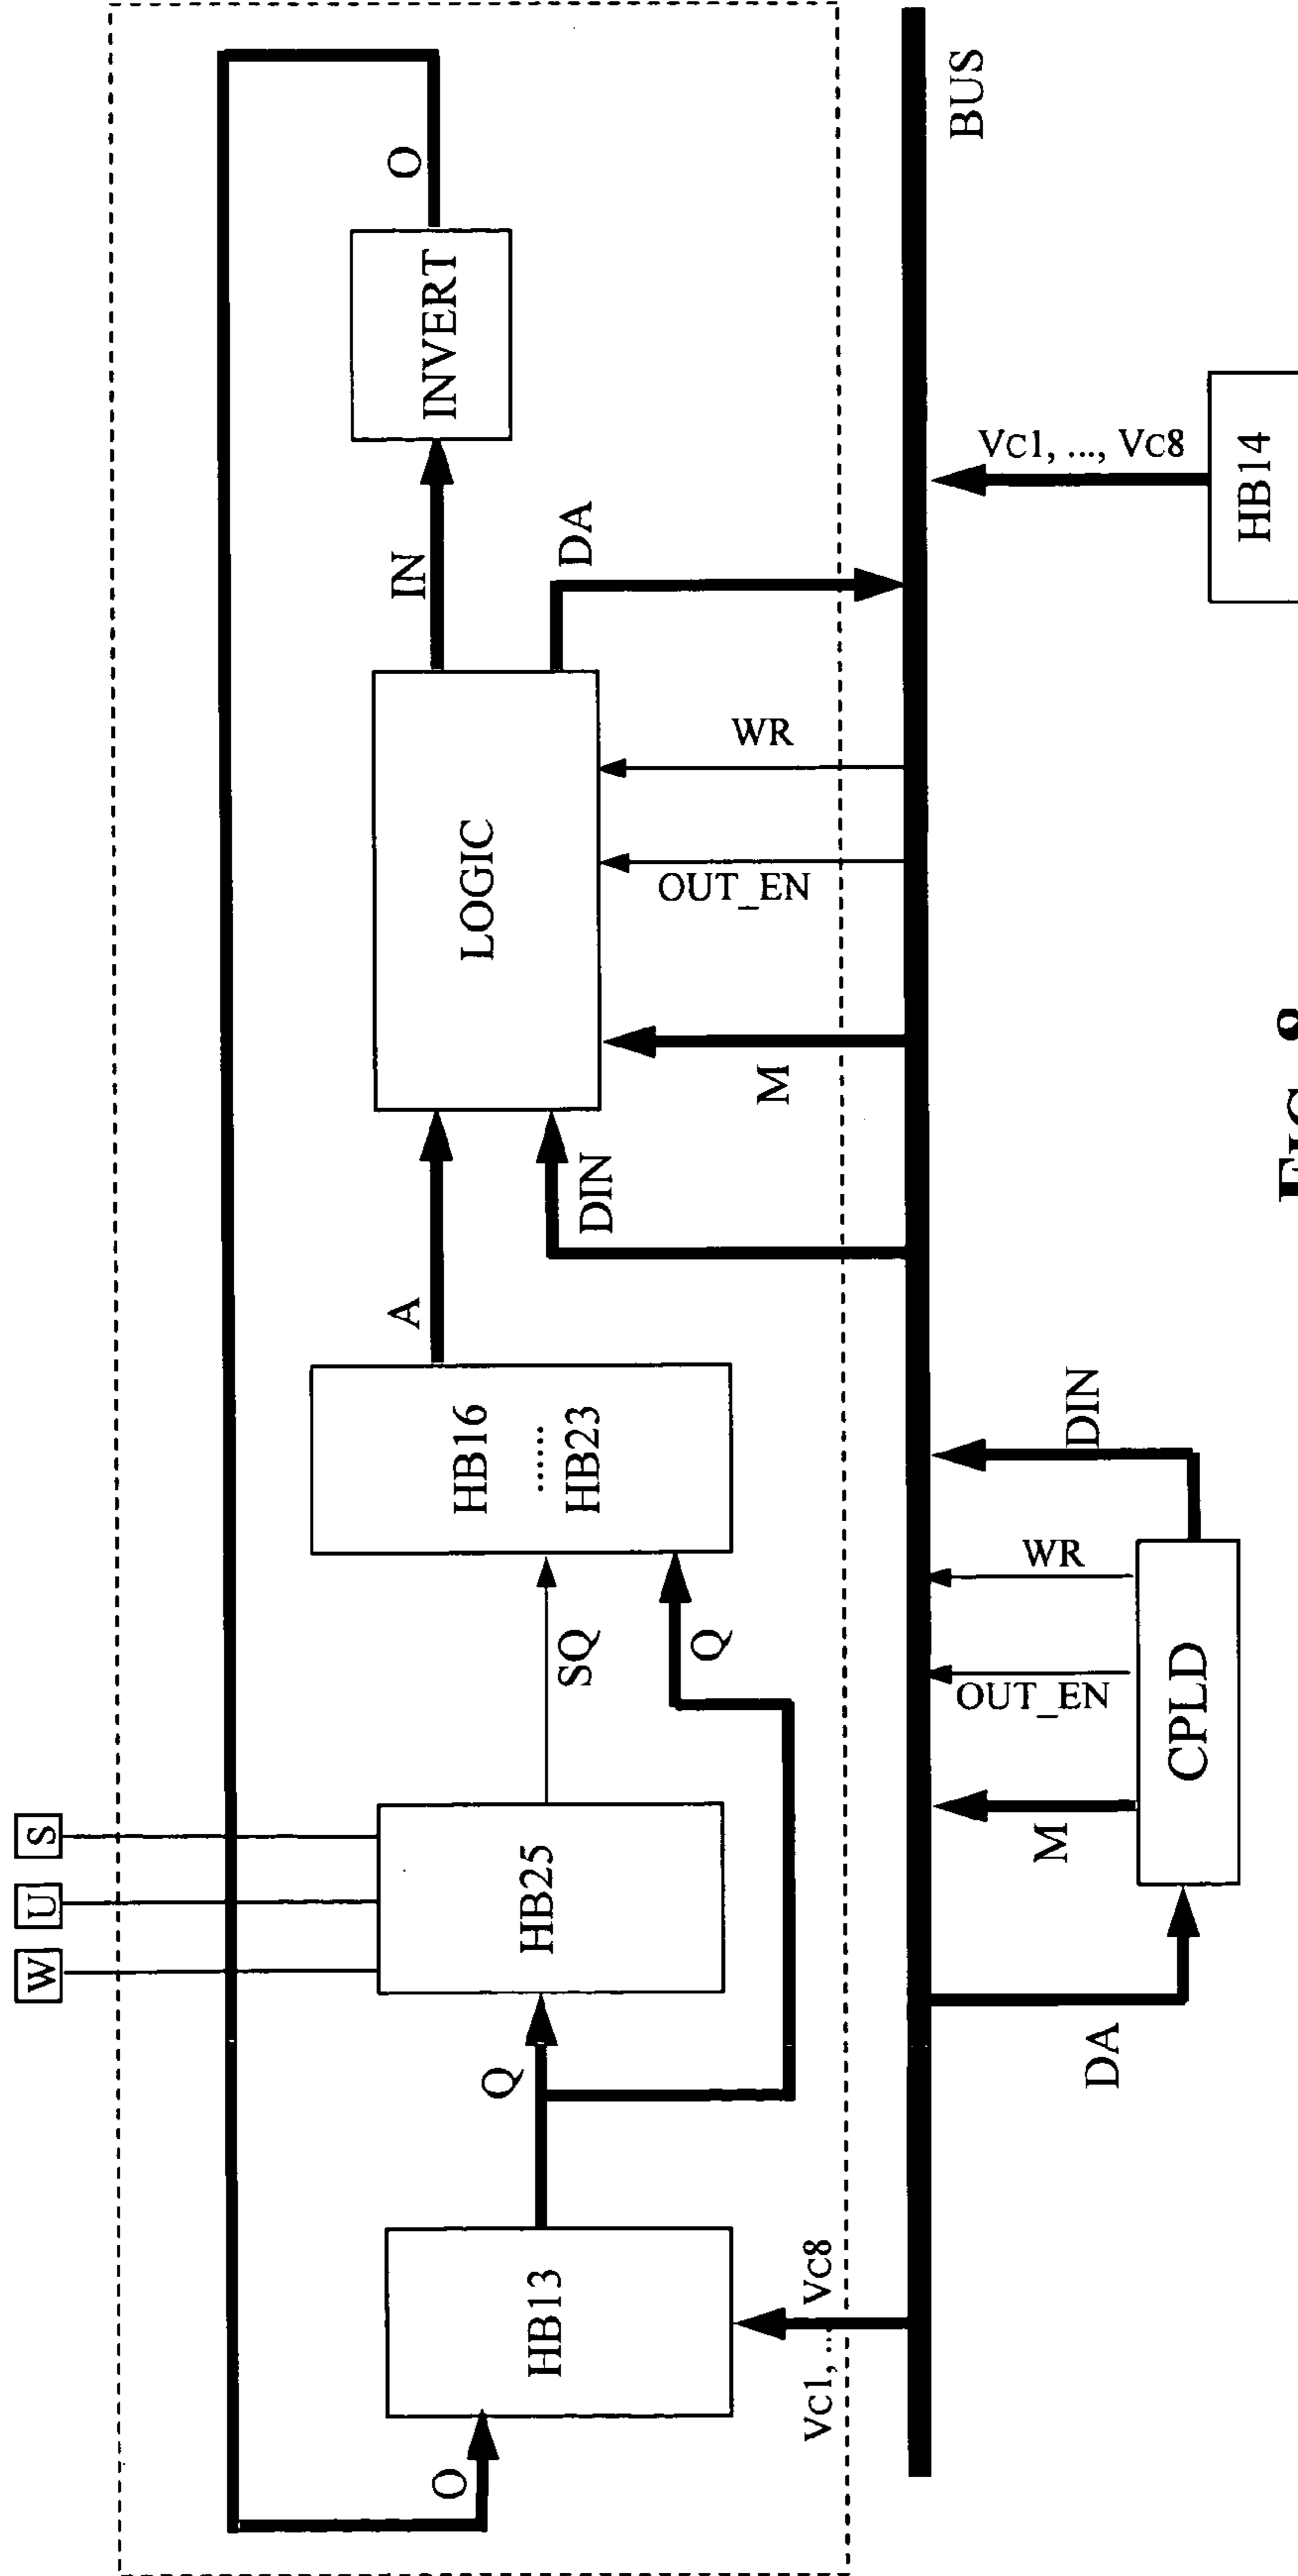 W
U
S
O
HB13
Q
HB25
SQ
Q
HB16
......
HB23
A
DIN
LOGIC
IN
DA
INVERT
O
M
OUT_EN
WR
VC1, ... VC8
BUS
DA
M
OUT_EN
WR
DIN
CPLD
VC1, ..., VC8
HB14